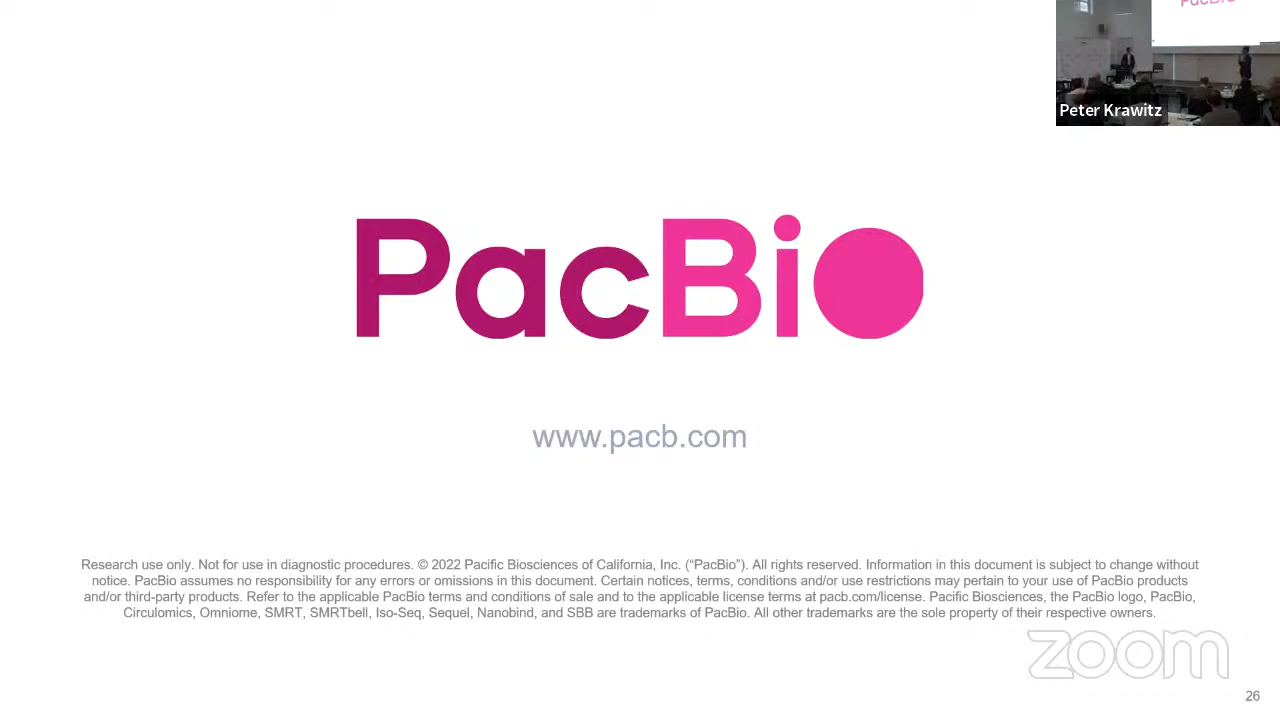 PacBio
Peter Krawitz
PacBio
www.pacb.com
Research use only. Not for use in diagnostic procedures. © 2022 Pacific Biosciences of California, Inc. (“PacBio”). All rights reserved. Information in this document is subject to change without
notice. PacBio assumes no responsibility for any errors or omissions in this document. Certain notices, terms, conditions and/or use restrictions may pertain to your use of PacBio products
and/or third-party products. Refer to the applicable PacBio terms and conditions of sale and to the applicable license terms at pacb.com/license. Pacific Biosciences, the PacBio logo, PacBio,
Circulomics, Omniome, SMRT, SMRTbell, Iso-Seq, Sequel, Nanobind, and SBB are trademarks of PacBio. All other trademarks are the sole property of their respective owners.
zoom
26